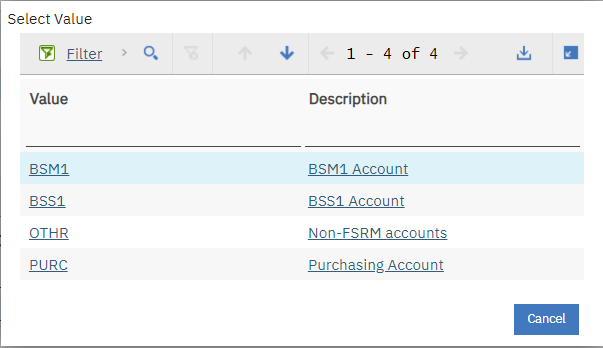 Select Value
Filter 1 - 4 of 4
Value Description
BSM1 BSM1 Account
BSS1 BSS1 Account
OTHR Non-FSRM accounts
PURC Purchasing Account
Cancel